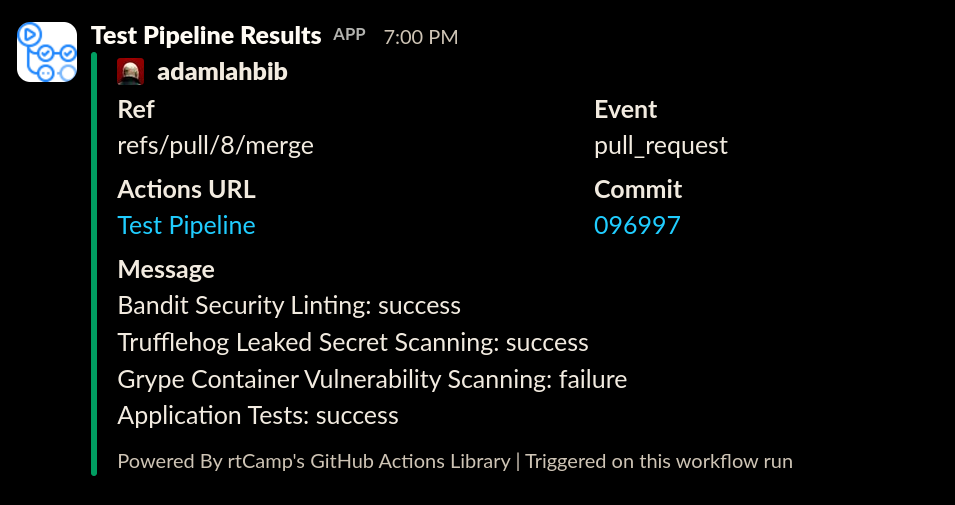 Test Pipeline Results APP 7:00 PM
adamlahbib
Ref Event
refs/pull/8/merge pull_request
Actions URL Commit
Test Pipeline 096997
Message
Bandit Security Linting: success
Trufflehog Leaked Secret Scanning: success
Grype Container Vulnerability Scanning: failure
Application Tests: success
Powered By rtCamp's GitHub Actions Library | Triggered on this workflow run